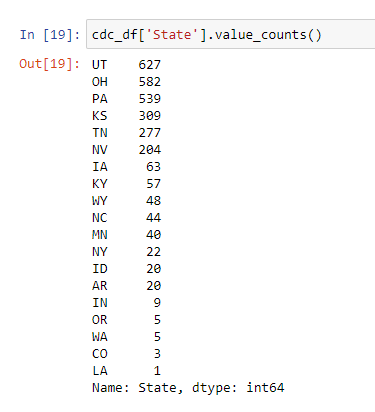 In [19]: cdc_df['State'].value_counts()
Out[19]: UT 627
OH 582
PA 539
KS 309
TN 277
NV 204
IA 63
KY 57
WY 48
NC 44
MN 40
NY 22
ID 20
AR 20
IN 9
OR 5
WA 5
CO 3
LA 1
Name: State, dtype: int64